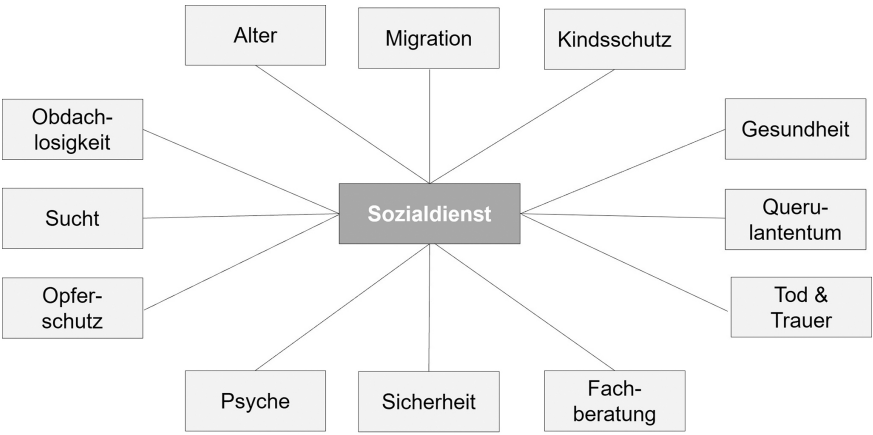 Alter
Migration
Kindsschutz
Obdach-
losigkeit
Gesundheit
Sozialdienst
Sucht
Queru-
lantentum
Opfer-
schutz
Tod &
Trauer
Psyche
Sicherheit
Fach-
beratung